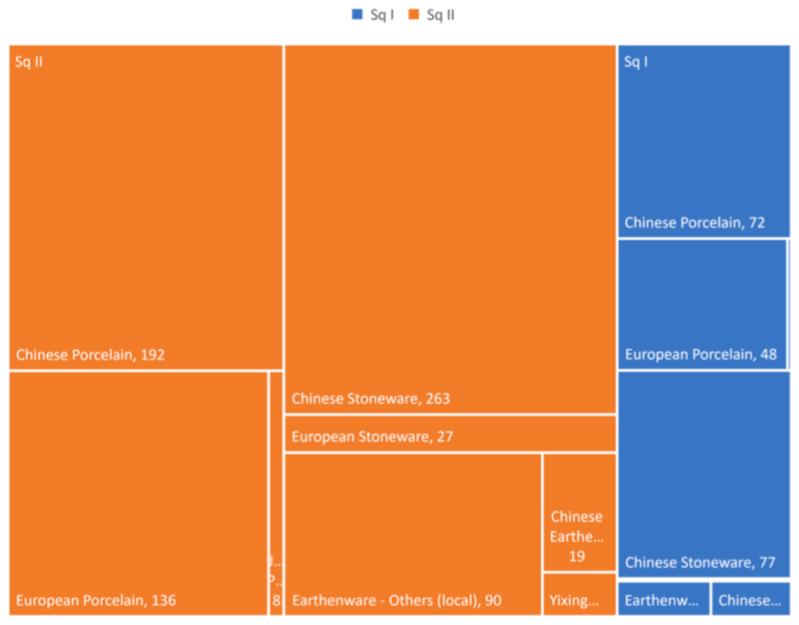 Sq I Sq II
Sq II
Chinese Porcelain, 192
European Porcelain, 136
J...
P...
8
Chinese Stoneware, 263
European Stoneware, 27
Earthenware - Others (local), 90
Chinese
Earthe...
19
Yixing...
Sq I
Chinese Porcelain, 72
European Porcelain, 48
Chinese Stoneware, 77
Earthenw...
Chinese...